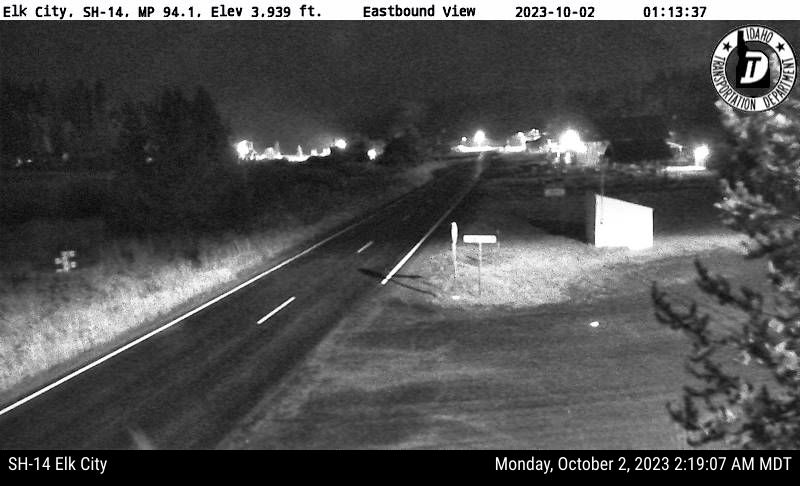 Elk City, SH-14, MP 94.1, Elev 3,939 ft. Eastbound View 2023-10-02 01:13:37
IDAHO
TRANSPORTATION DEPARTMENT
SH-14 Elk City Monday, October 2, 2023 2:19:07 AM MDT